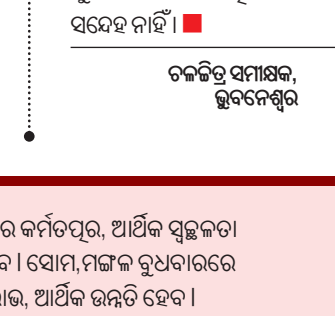 ସନ୍ଦେହ ନାହିଁ ।
ଚଳଚ୍ଚିତ୍ର ସମୀକ୍ଷକ,
ଭୁବନେଶ୍ୱର
ର କର୍ମତତ୍ପର, ଆର୍ଥିକ ସ୍ୱଚ୍ଛଳତା
ବ । ସୋମ,ମଙ୍ଗଳ ବୁଧବାରରେ
ାଭ, ଆର୍ଥିକ ଉନ୍ନତି ହେବ ।